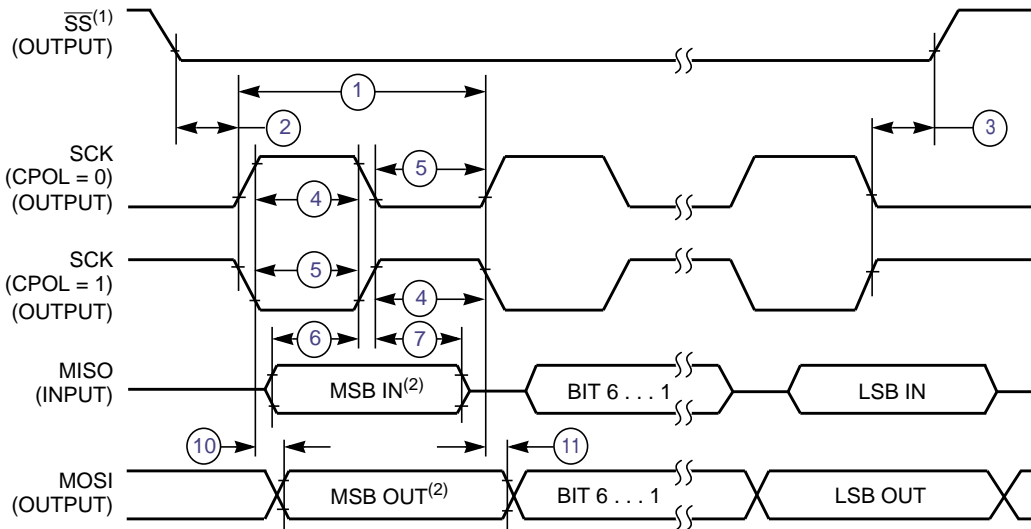 SS(1)
(OUTPUT)
1
2
3
SCK
(CPOL = 0)
(OUTPUT)
5
4
SCK
(CPOL = 1)
(OUTPUT)
5
4
6
7
MISO
(INPUT)
MSB IN(2)
BIT 6 . . . 1
LSB IN
10
11
MOSI
(OUTPUT)
MSB OUT(2)
BIT 6 . . . 1
LSB OUT